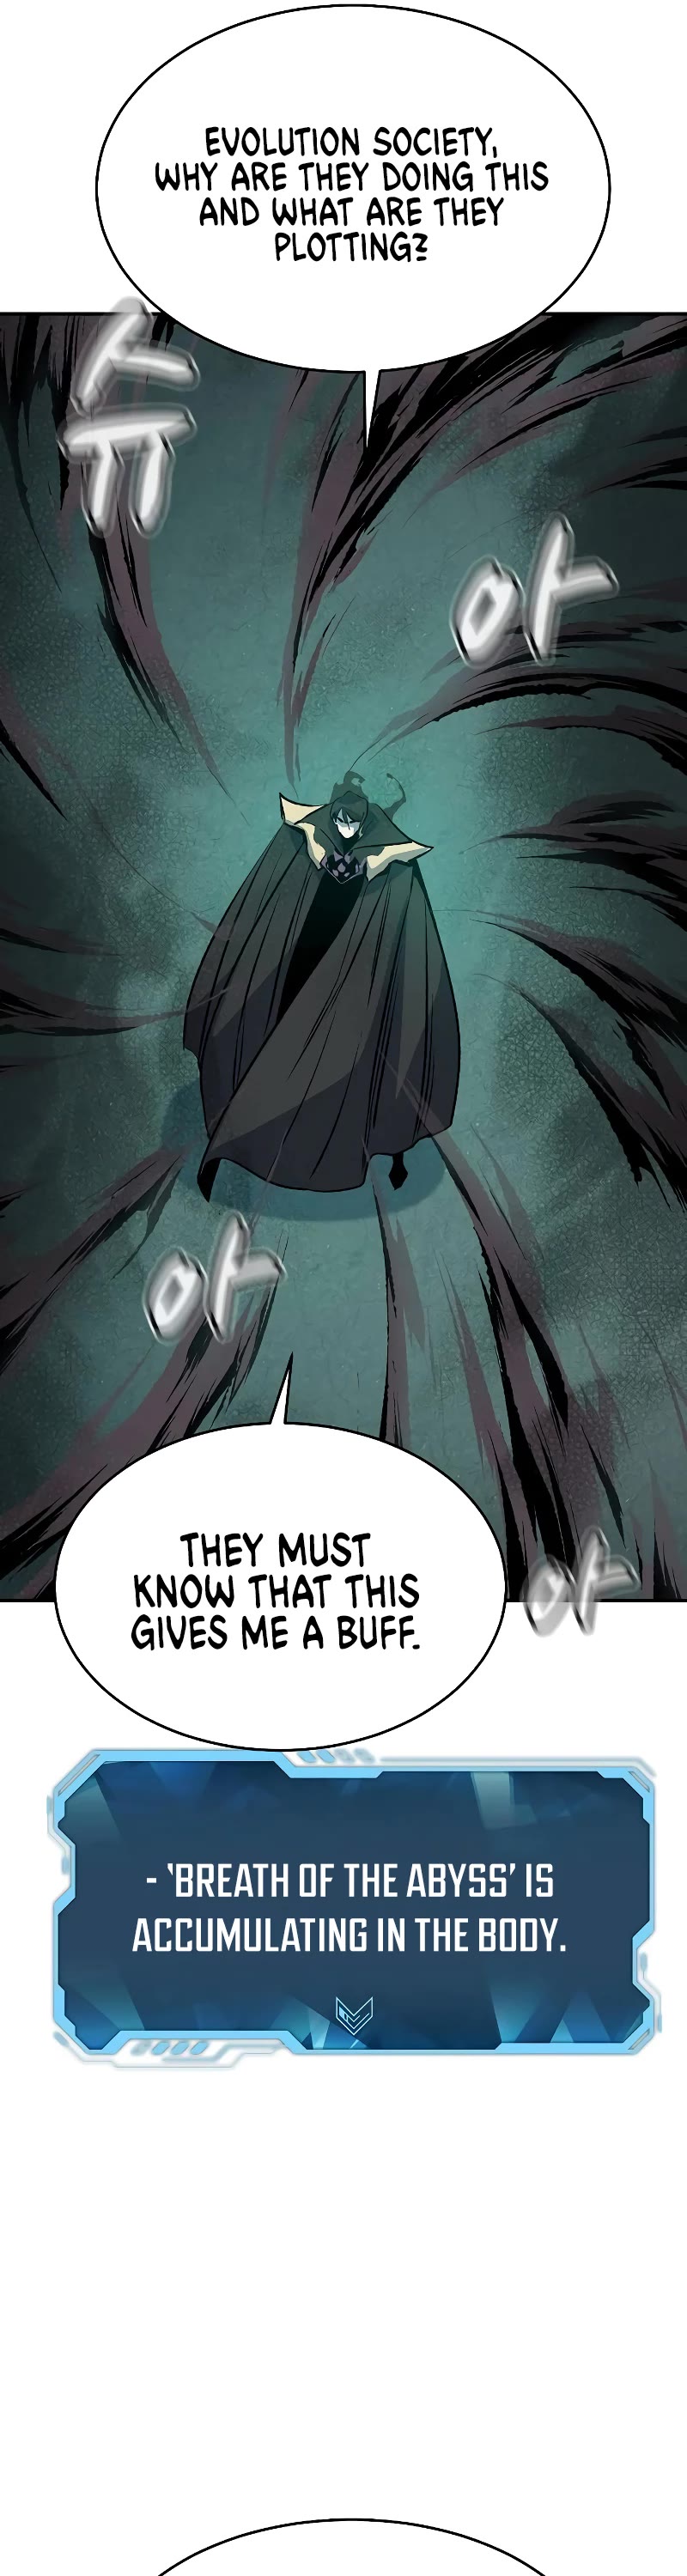 EVOLUTION SOCIETY,
WHY ARE THEY DOING THIS
AND WHAT ARE THEY
PLOTTING?
슈
아
아
아
THEY MUST
KNOW THAT THIS
GIVES ME A BUFF.
- 'BREATH OF THE ABYSS' IS
ACCUMULATING IN THE BODY.